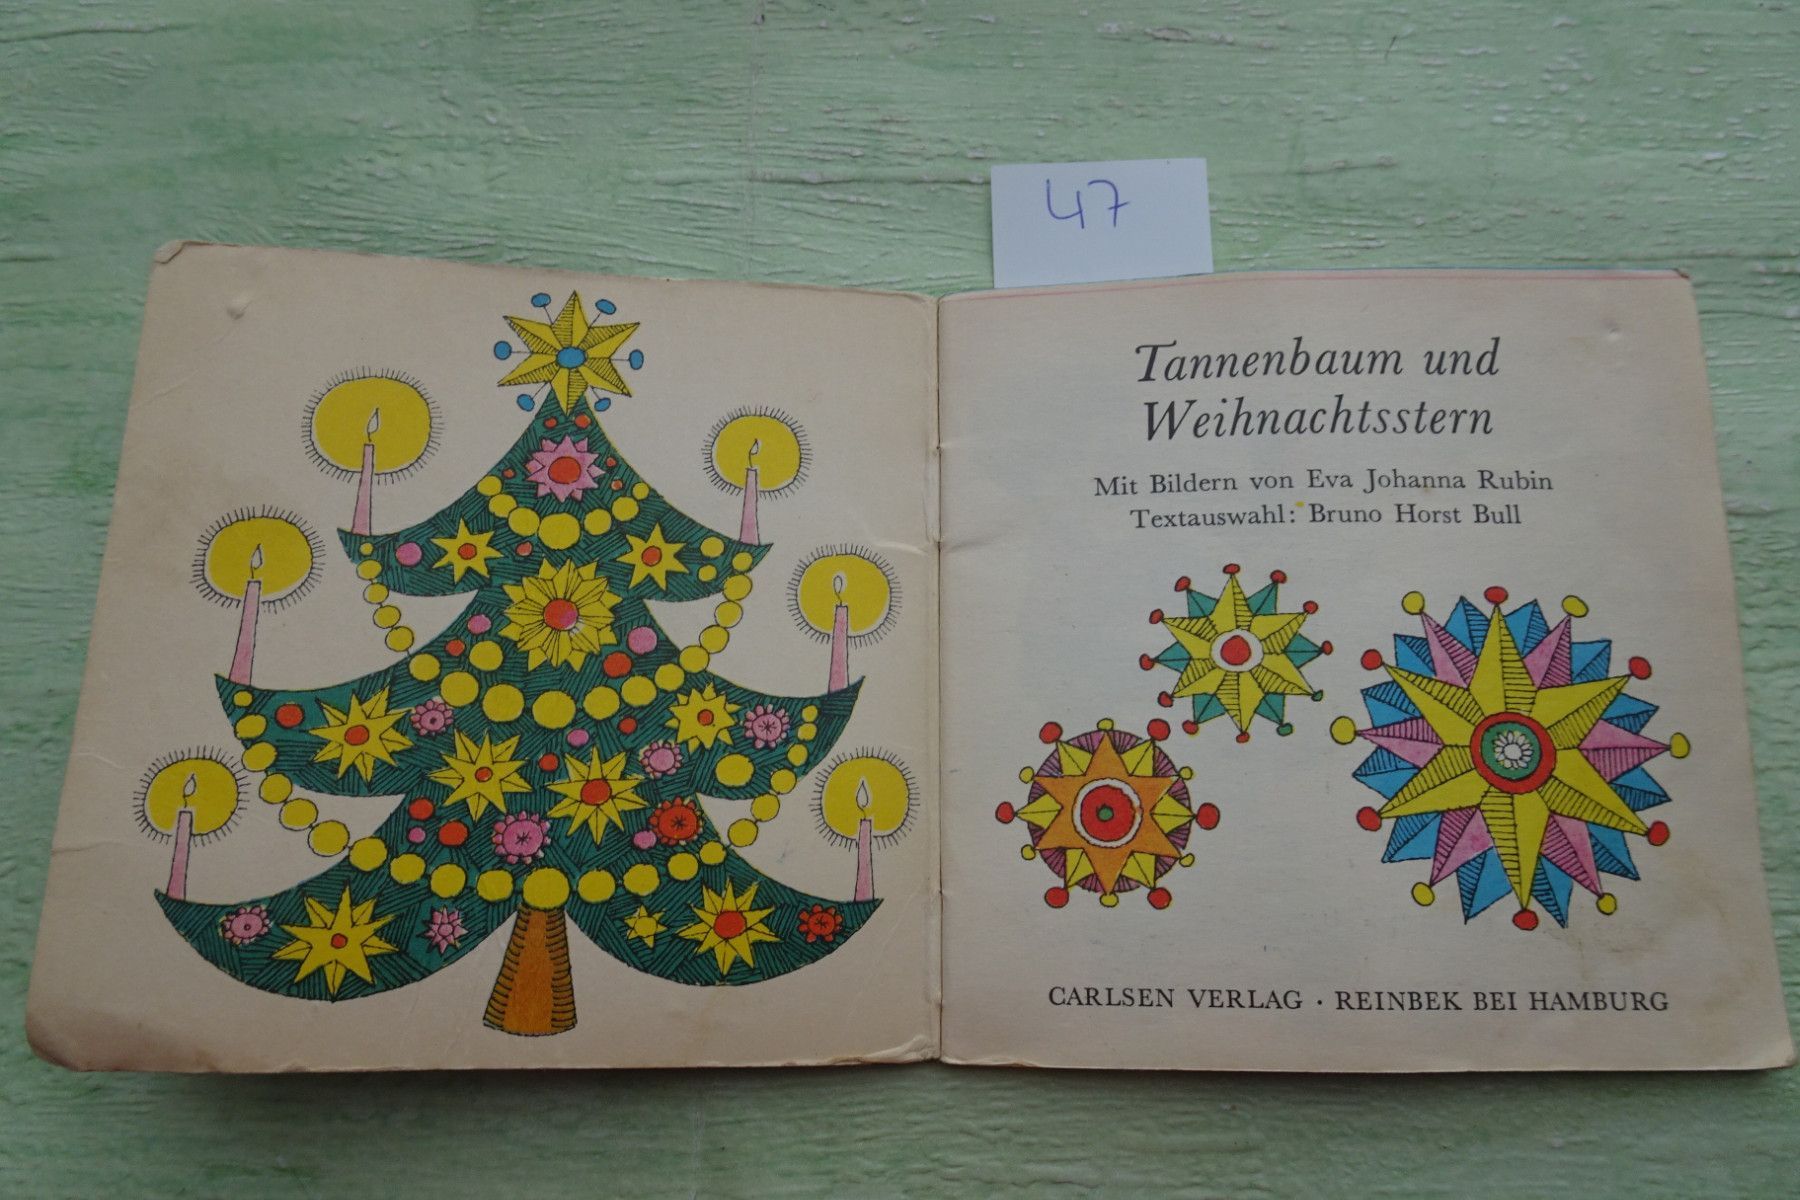 47
Tannenbaum und
Weihnachtsstern
Mit Bildern von Eva Johanna Rubin
Textauswahl: Bruno Horst Bull
CARLSEN VERLAG · REINBEK BEI HAMBURG